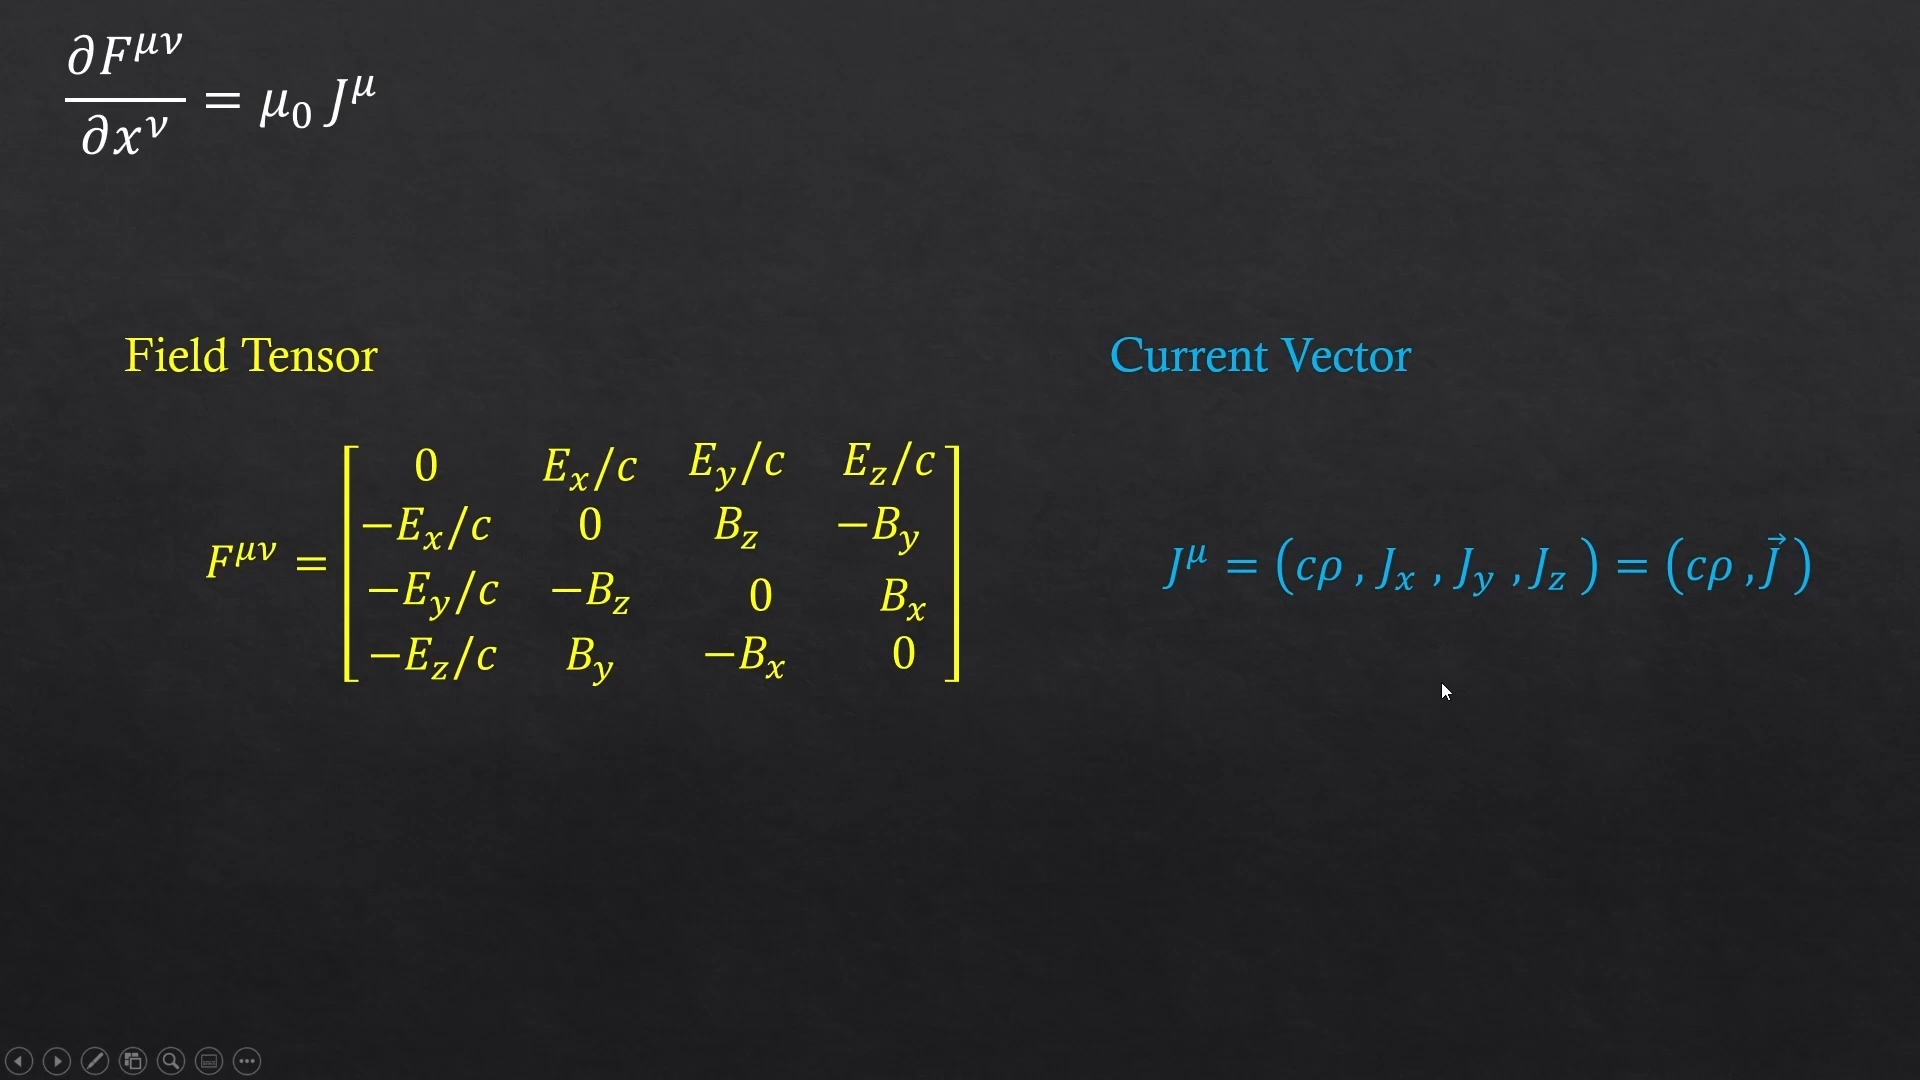 ∂F^{μν}/∂x^ν = μ₀ J^μ
Field Tensor
Current Vector
F^{μν} = [
0 E_x/c E_y/c E_z/c
−E_x/c 0 B_z −B_y
−E_y/c −B_z 0 B_x
−E_z/c B_y −B_x 0
]
J^μ = (cρ , J_x , J_y , J_z ) = (cρ , J⃗ )